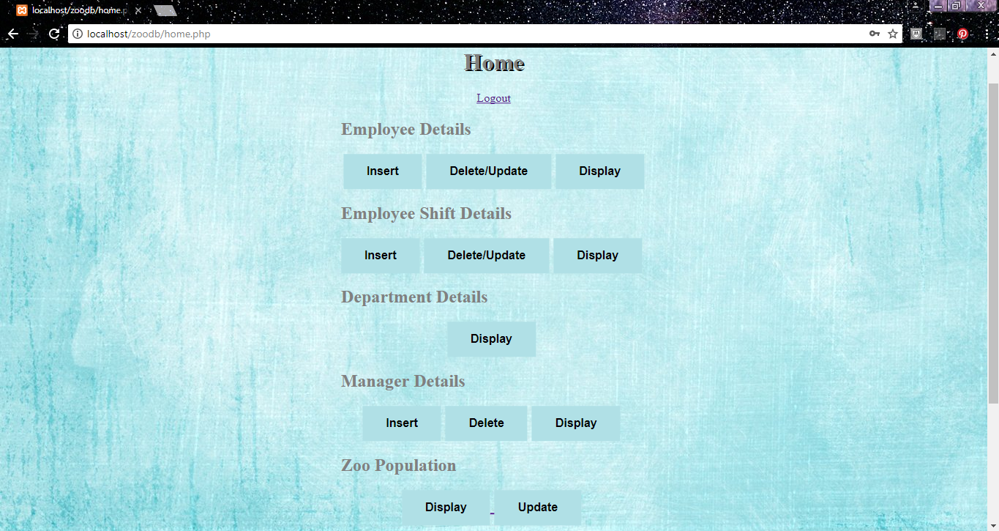 localhost/zoodb/home.p
localhost/zoodb/home.php
Home
Logout
Employee Details
Insert Delete/Update Display
Employee Shift Details
Insert Delete/Update Display
Department Details
Display
Manager Details
Insert Delete Display
Zoo Population
Display Update